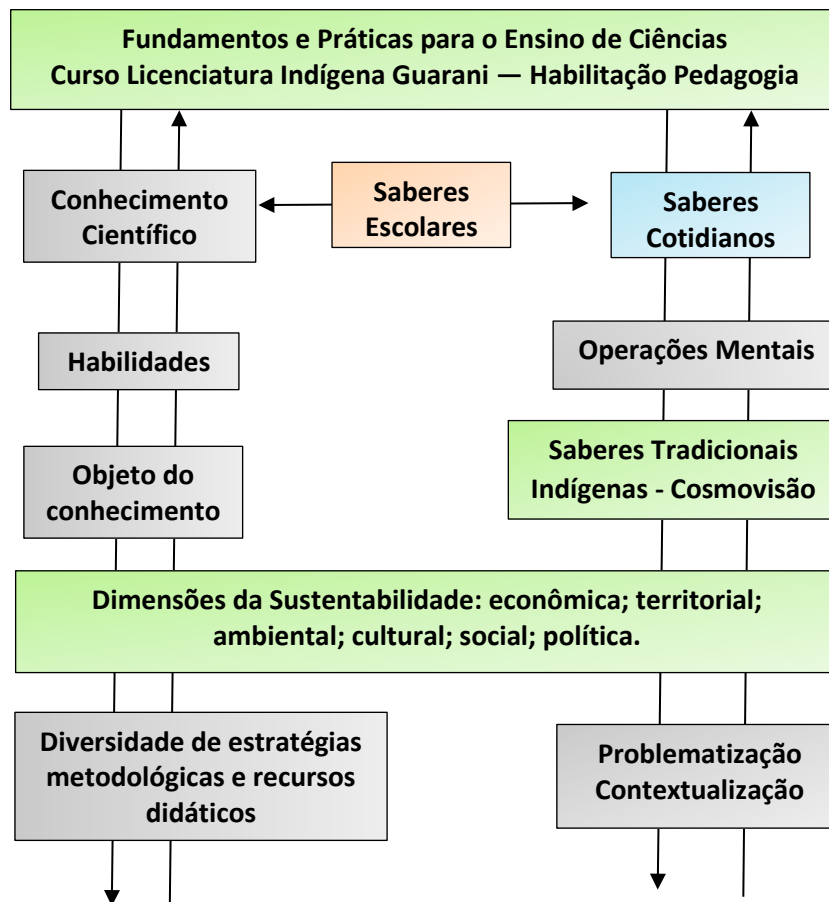 Fundamentos e Práticas para o Ensino de Ciências
Curso Licenciatura Indígena Guarani — Habilitação Pedagogia
Conhecimento
Científico
Saberes
Escolares
Saberes
Cotidianos
Habilidades
Operações Mentais
Objeto do
conhecimento
Saberes Tradicionais
Indígenas - Cosmovisão
Dimensões da Sustentabilidade: econômica; territorial;
ambiental; cultural; social; política.
Diversidade de estratégias
metodológicas e recursos
didáticos
Problematização
Contextualização